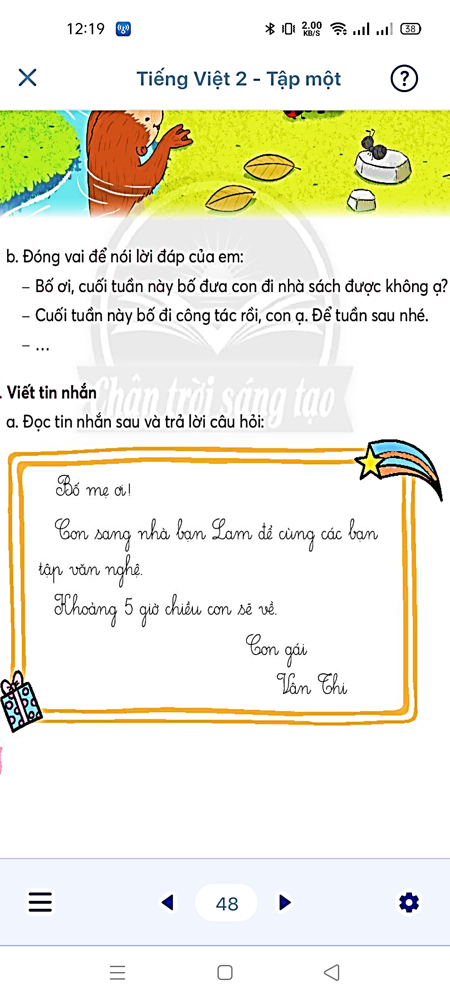 12:19
2.00
KB/S
38
Tiếng Việt 2 - Tập một
?
b. Đóng vai để nói lời đáp của em:
– Bố ơi, cuối tuần này bố đưa con đi nhà sách được không ạ?
– Cuối tuần này bố đi công tác rồi, con ạ. Để tuần sau nhé.
– ...
Chân trời sáng tạo
. Viết tin nhắn
a. Đọc tin nhắn sau và trả lời câu hỏi:
Bố mẹ ơi!
Con sang nhà bạn Lam để cùng các bạn
tập văn nghệ.
Khoảng 5 giờ chiều con sẽ về.
Con gái
Vân Thi
48